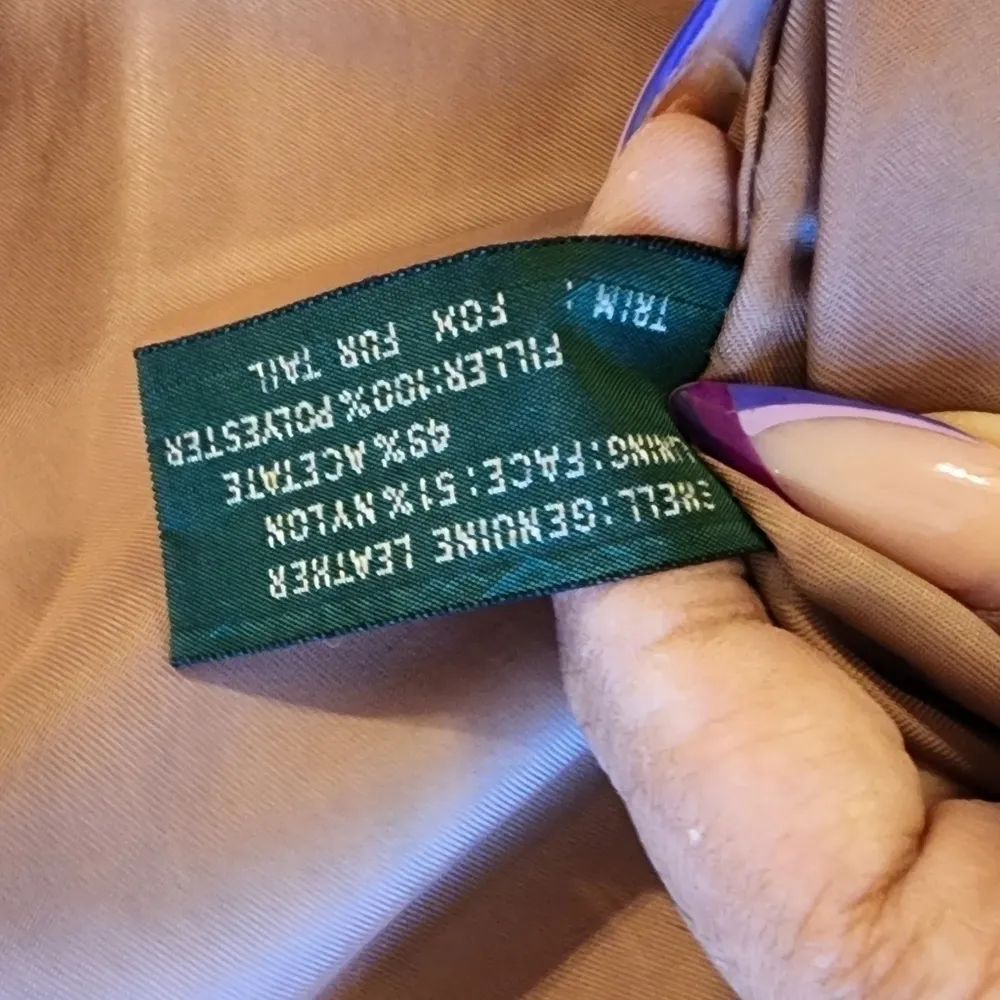 SHELL:GENUINE LEATHER
LINING:FACE:51%NYLON
49%ACETATE
FILLER:100%POLYESTER
TRIM : FOX FUR TAIL